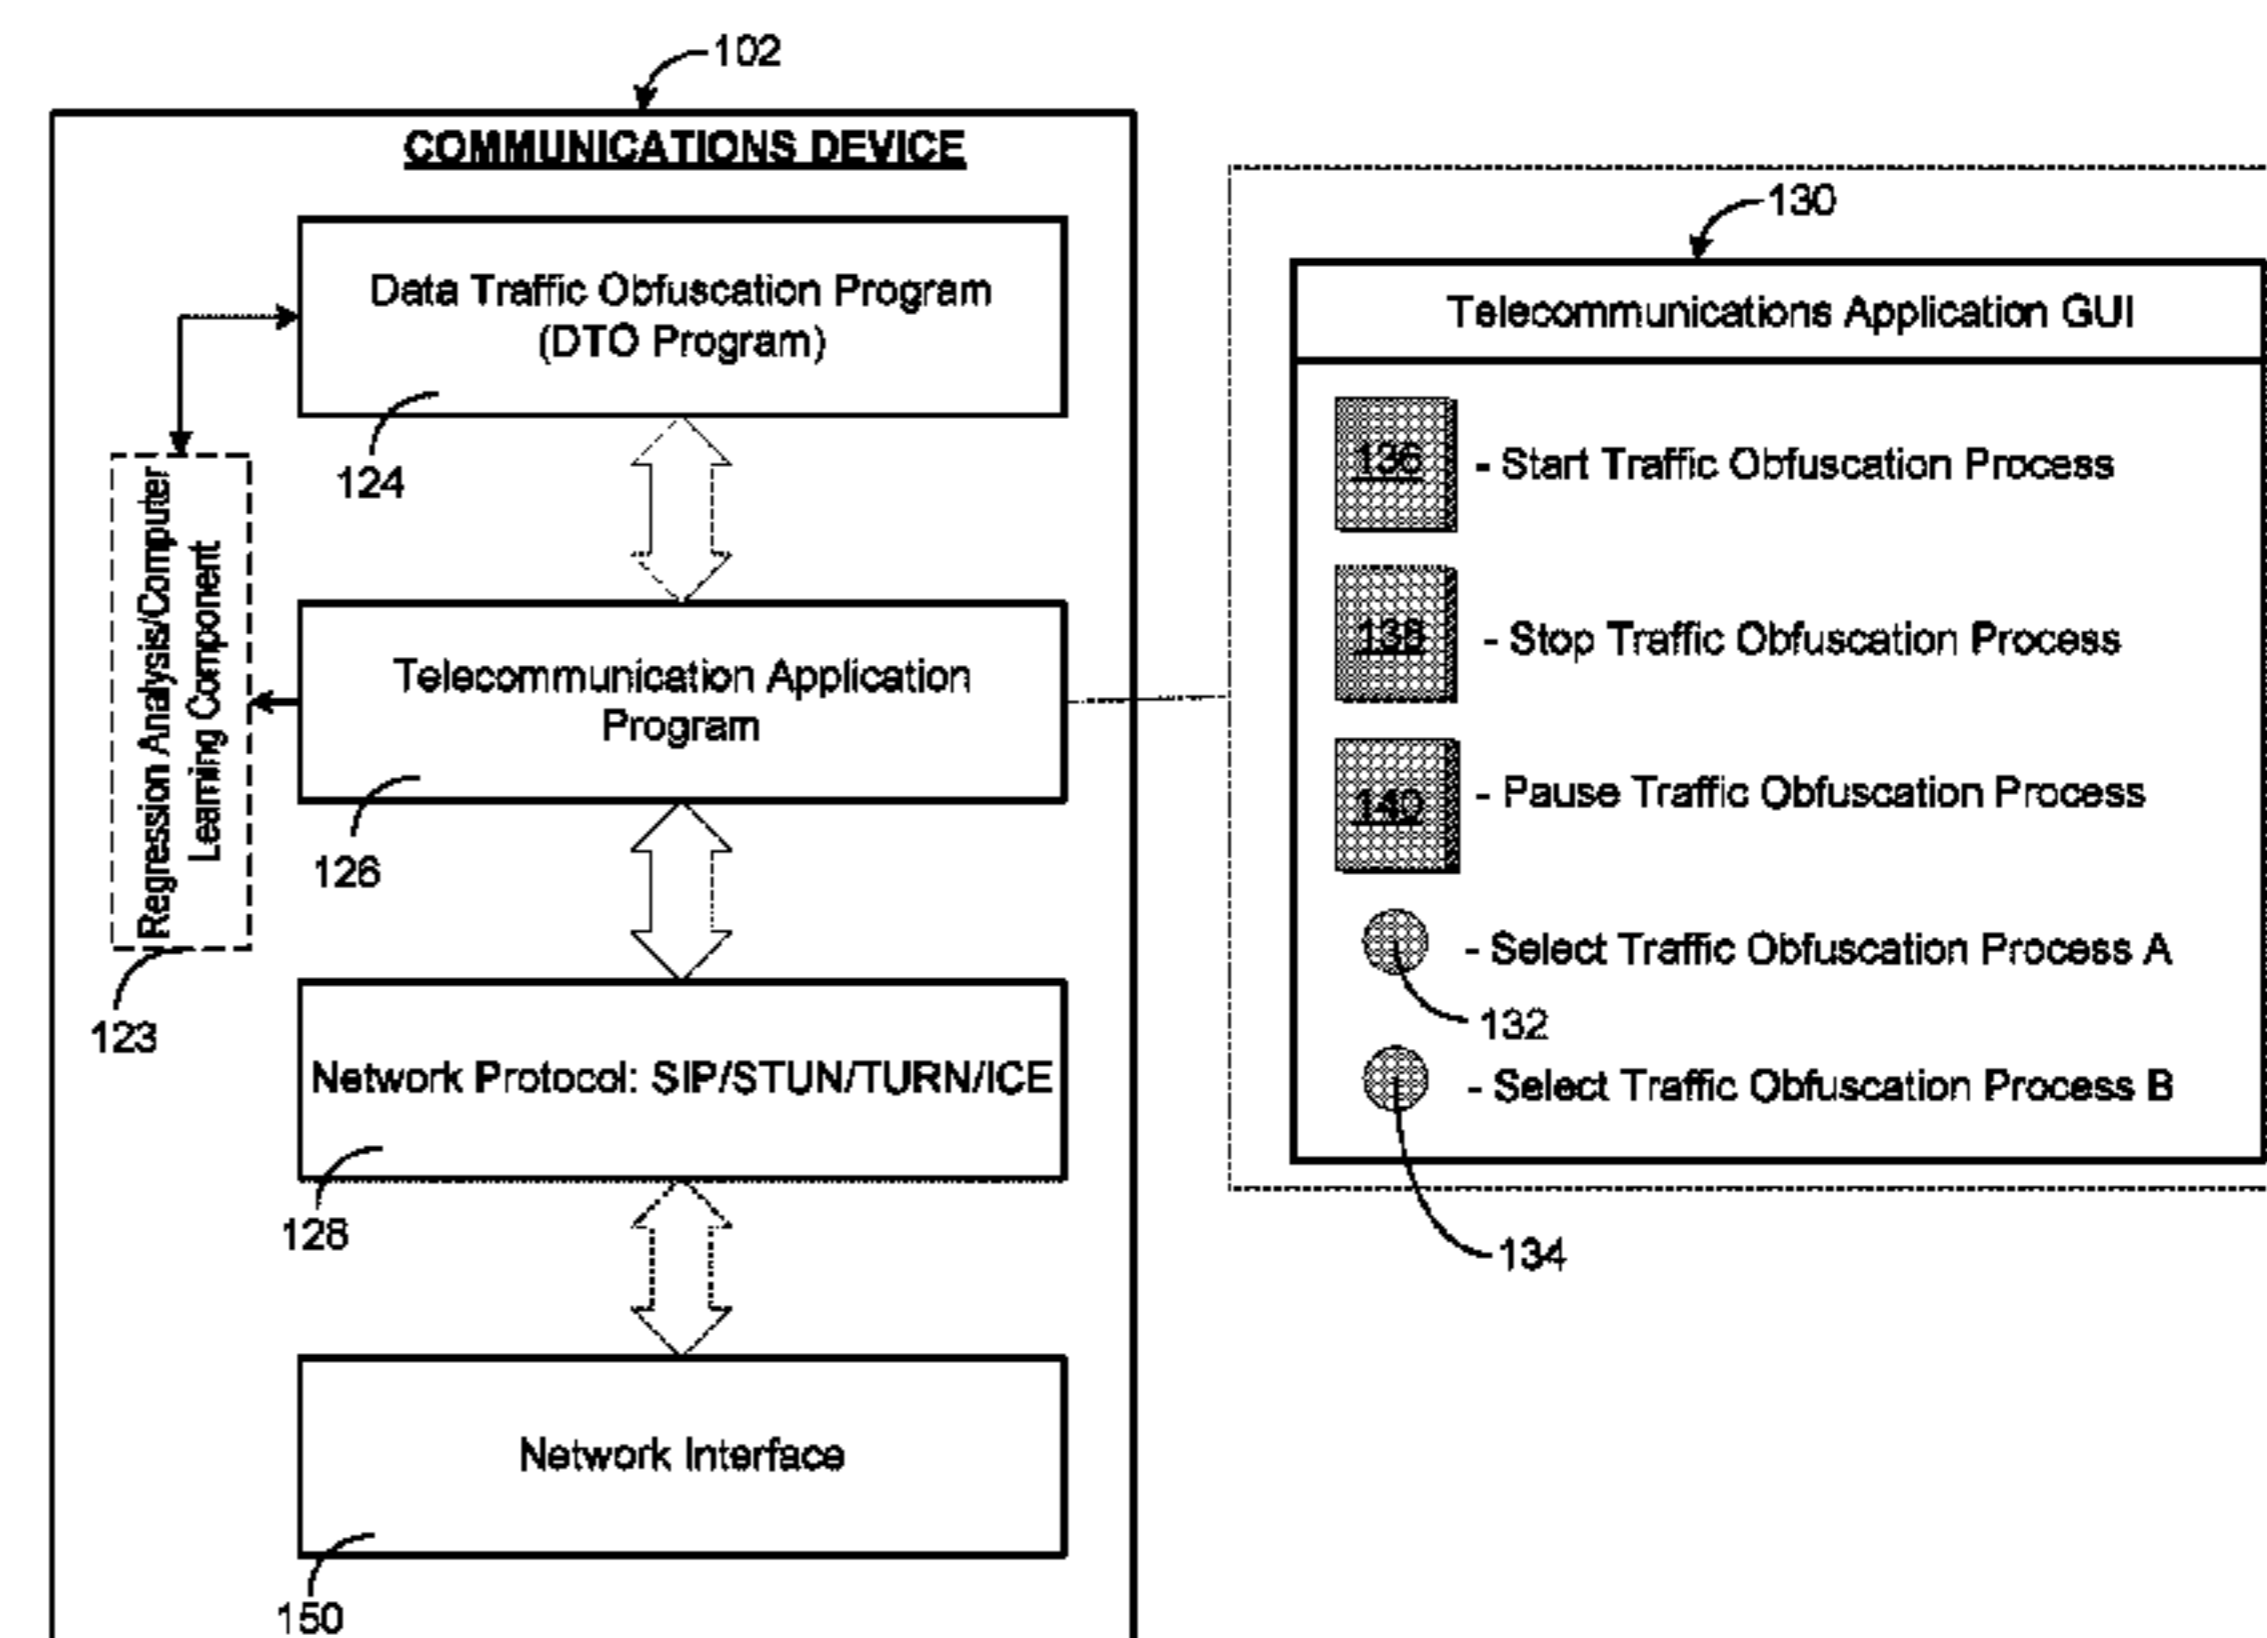 102
COMMUNICATIONS DEVICE
Data Traffic Obfuscation Program
(DTO Program)
124
Regression Analysis/Computer
Learning Component
123
Telecommunication Application
Program
126
Network Protocol: SIP/STUN/TURN/ICE
128
Network Interface
150
130
Telecommunications Application GUI
136 - Start Traffic Obfuscation Process
138 - Stop Traffic Obfuscation Process
140 - Pause Traffic Obfuscation Process
- Select Traffic Obfuscation Process A
132
- Select Traffic Obfuscation Process B
134